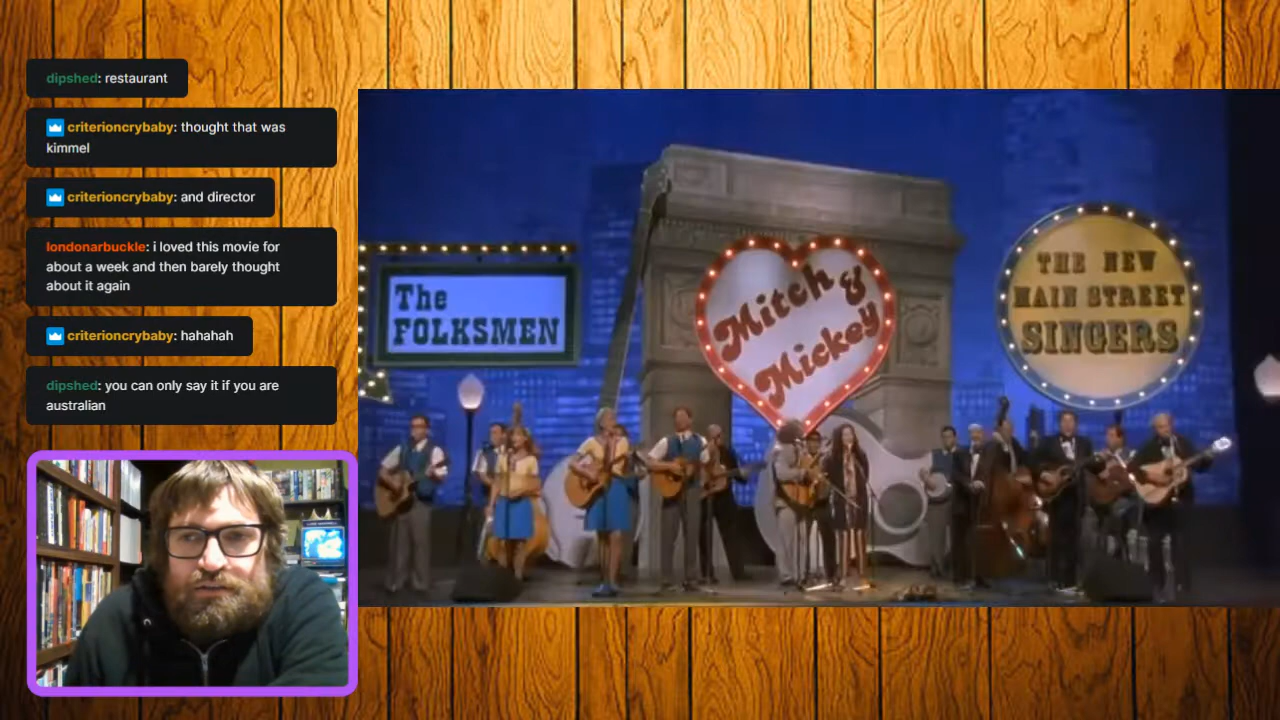 dipshed: restaurant
criterioncrybaby: thought that was
kimmel
criterioncrybaby: and director
londonarbuckle: i loved this movie for
about a week and then barely thought
about it again
criterioncrybaby: hahahah
dipshed: you can only say it if you are
australian
The
FOLKSMEN
Mitch &
Mickey
THE NEW
MAIN STREET
SINGERS